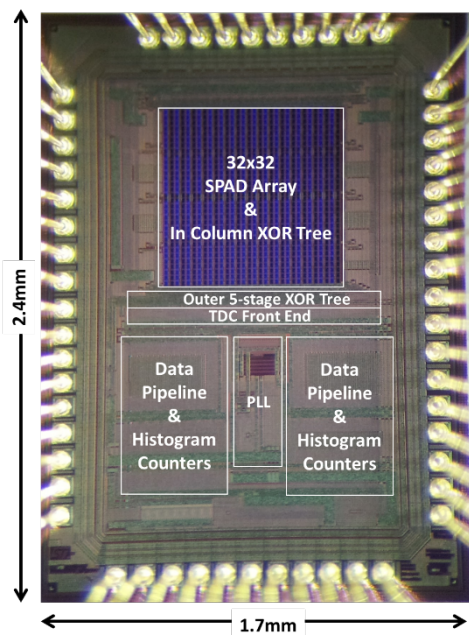 32x32
SPAD Array
&
In Column XOR Tree
Outer 5-stage XOR Tree
TDC Front End
Data
Pipeline
&
Histogram
Counters
PLL
Data
Pipeline
&
Histogram
Counters
2.4mm
1.7mm